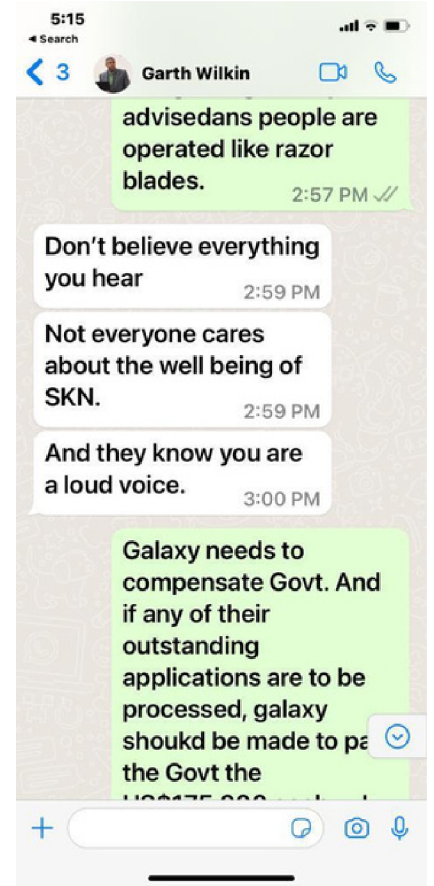 5:15
◄ Search
3
Garth Wilkin
advisedans people are
operated like razor
blades.
2:57 PM
Don't believe everything
you hear
2:59 PM
Not everyone cares
about the well being of
SKN.
2:59 PM
And they know you are
a loud voice.
3:00 PM
Galaxy needs to
compensate Govt. And
if any of their
outstanding
applications are to be
processed, galaxy
shoukd be made to pa
the Govt the